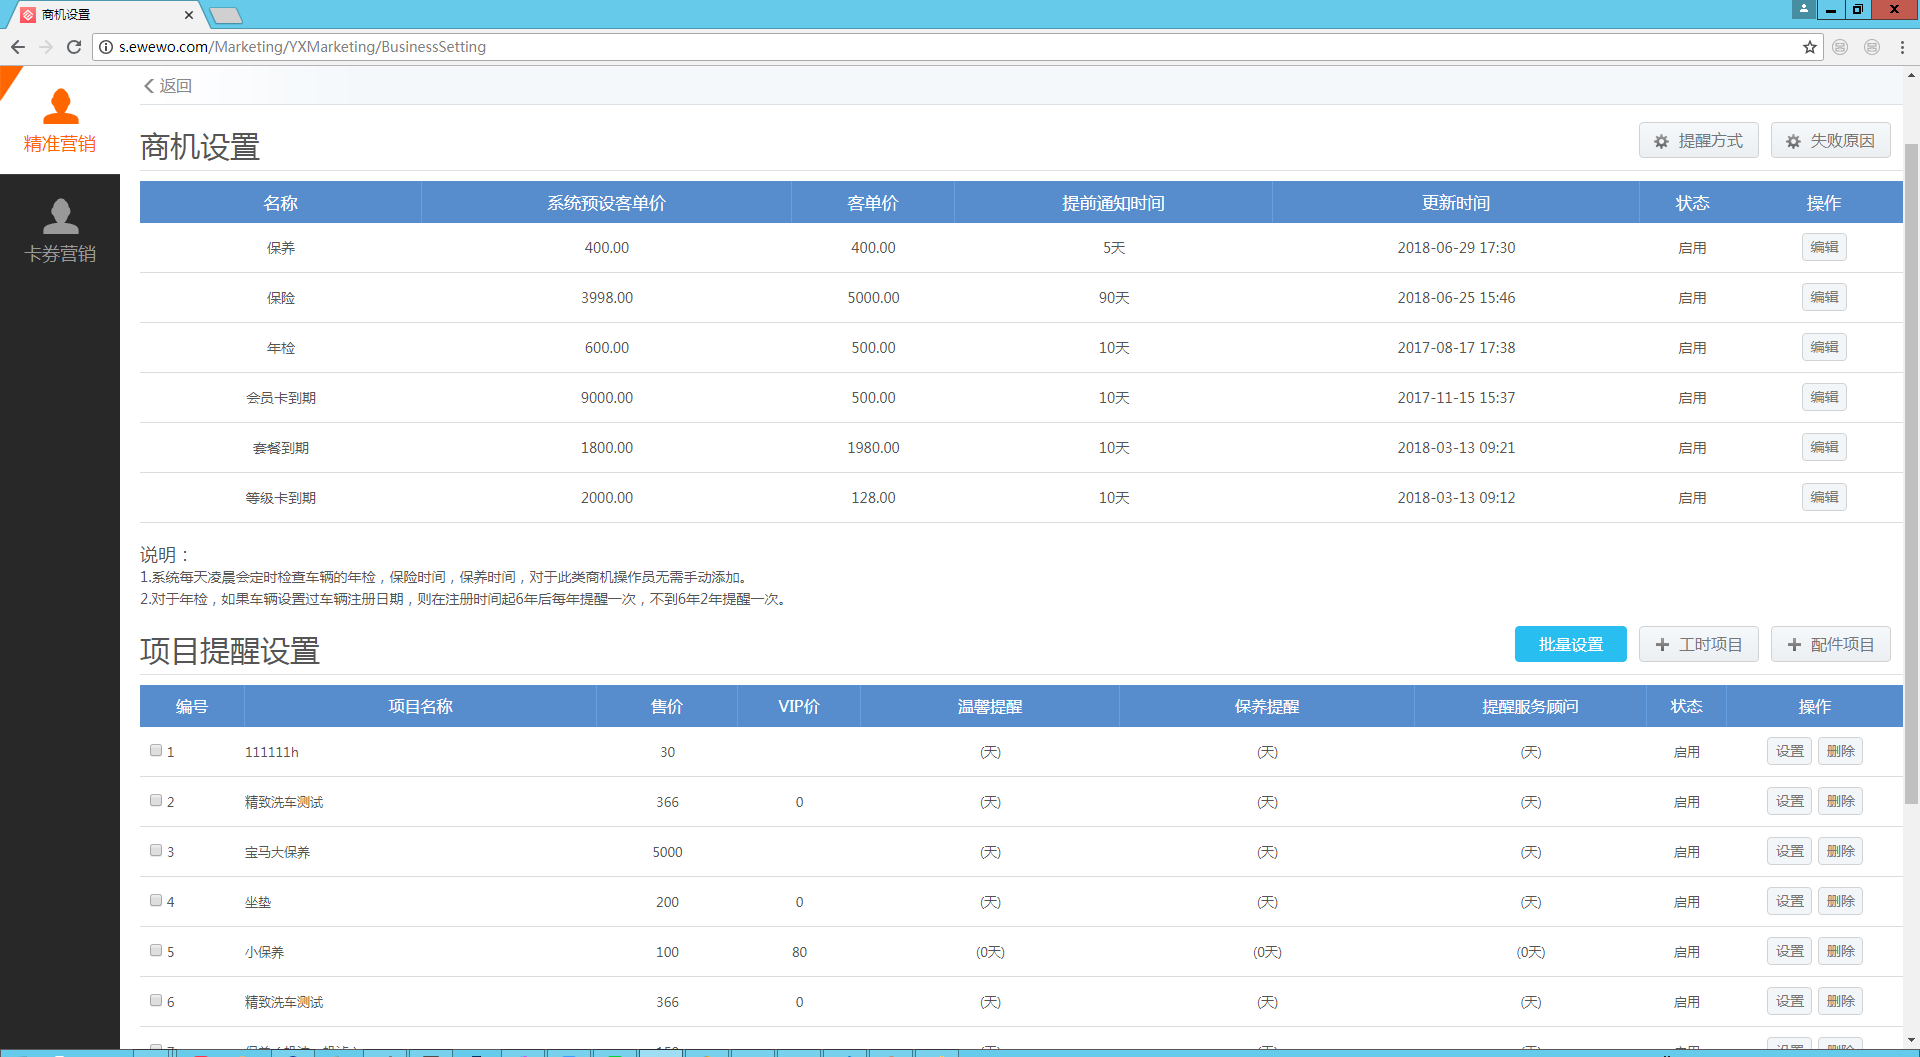 商机设置
s.ewewo.com/Marketing/YXMarketing/BusinessSetting
精准营销
卡券营销
返回
商机设置 提醒方式 失败原因
名称 系统预设客单价 客单价 提前通知时间 更新时间 状态 操作
保养 400.00 400.00 5天 2018-06-29 17:30 启用 编辑
保险 3998.00 5000.00 90天 2018-06-25 15:46 启用 编辑
年检 600.00 500.00 10天 2017-08-17 17:38 启用 编辑
会员卡到期 9000.00 500.00 10天 2017-11-15 15:37 启用 编辑
套餐到期 1800.00 1980.00 10天 2018-03-13 09:21 启用 编辑
等级卡到期 2000.00 128.00 10天 2018-03-13 09:12 启用 编辑
说明：
1.系统每天凌晨会定时检查车辆的年检，保险时间，保养时间，对于此类商机操作员无需手动添加。
2.对于年检，如果车辆设置过车辆注册日期，则在注册时间起6年后每年提醒一次，不到6年2年提醒一次。
项目提醒设置 批量设置 工时项目 配件项目
编号 项目名称 售价 VIP价 温馨提醒 保养提醒 提醒服务顾问 状态 操作
1 111111h 30 (天) (天) (天) 启用 设置 删除
2 精致洗车测试 366 0 (天) (天) (天) 启用 设置 删除
3 宝马大保养 5000 (天) (天) (天) 启用 设置 删除
4 坐垫 200 0 (天) (天) (天) 启用 设置 删除
5 小保养 100 80 (0天) (0天) (0天) 启用 设置 删除
6 精致洗车测试 366 0 (天) (天) (天) 启用 设置 删除